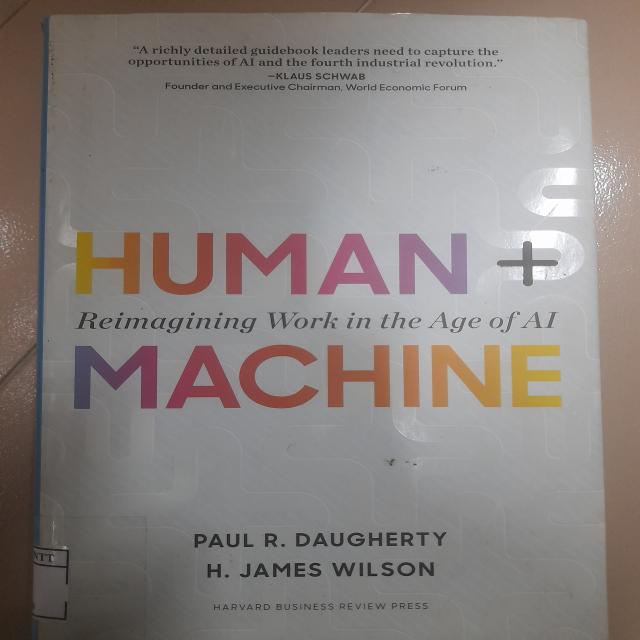 “A richly detailed guidebook leaders need to capture the
opportunities of AI and the fourth industrial revolution.”
—KLAUS SCHWAB
Founder and Executive Chairman, World Economic Forum
HUMAN +
Reimagining Work in the Age of AI
MACHINE
PAUL R. DAUGHERTY
H. JAMES WILSON
HARVARD BUSINESS REVIEW PRESS